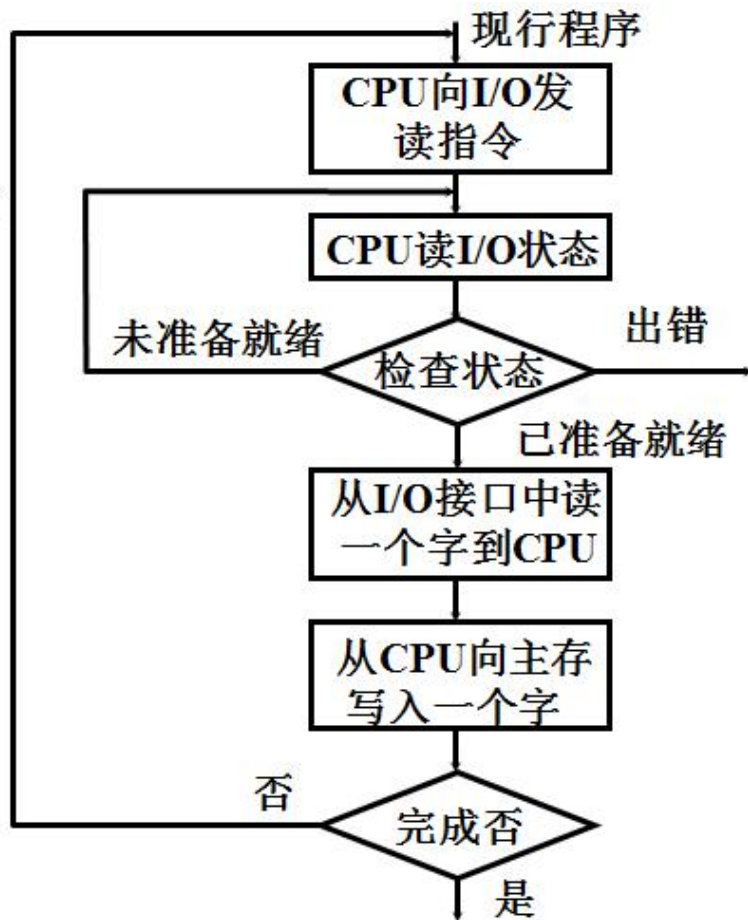 现行程序
CPU向I/O发
读指令
CPU读I/O状态
未准备就绪
检查状态
出错
已准备就绪
从I/O接口中读
一个字到CPU
从CPU向主存
写入一个字
否
完成否
是